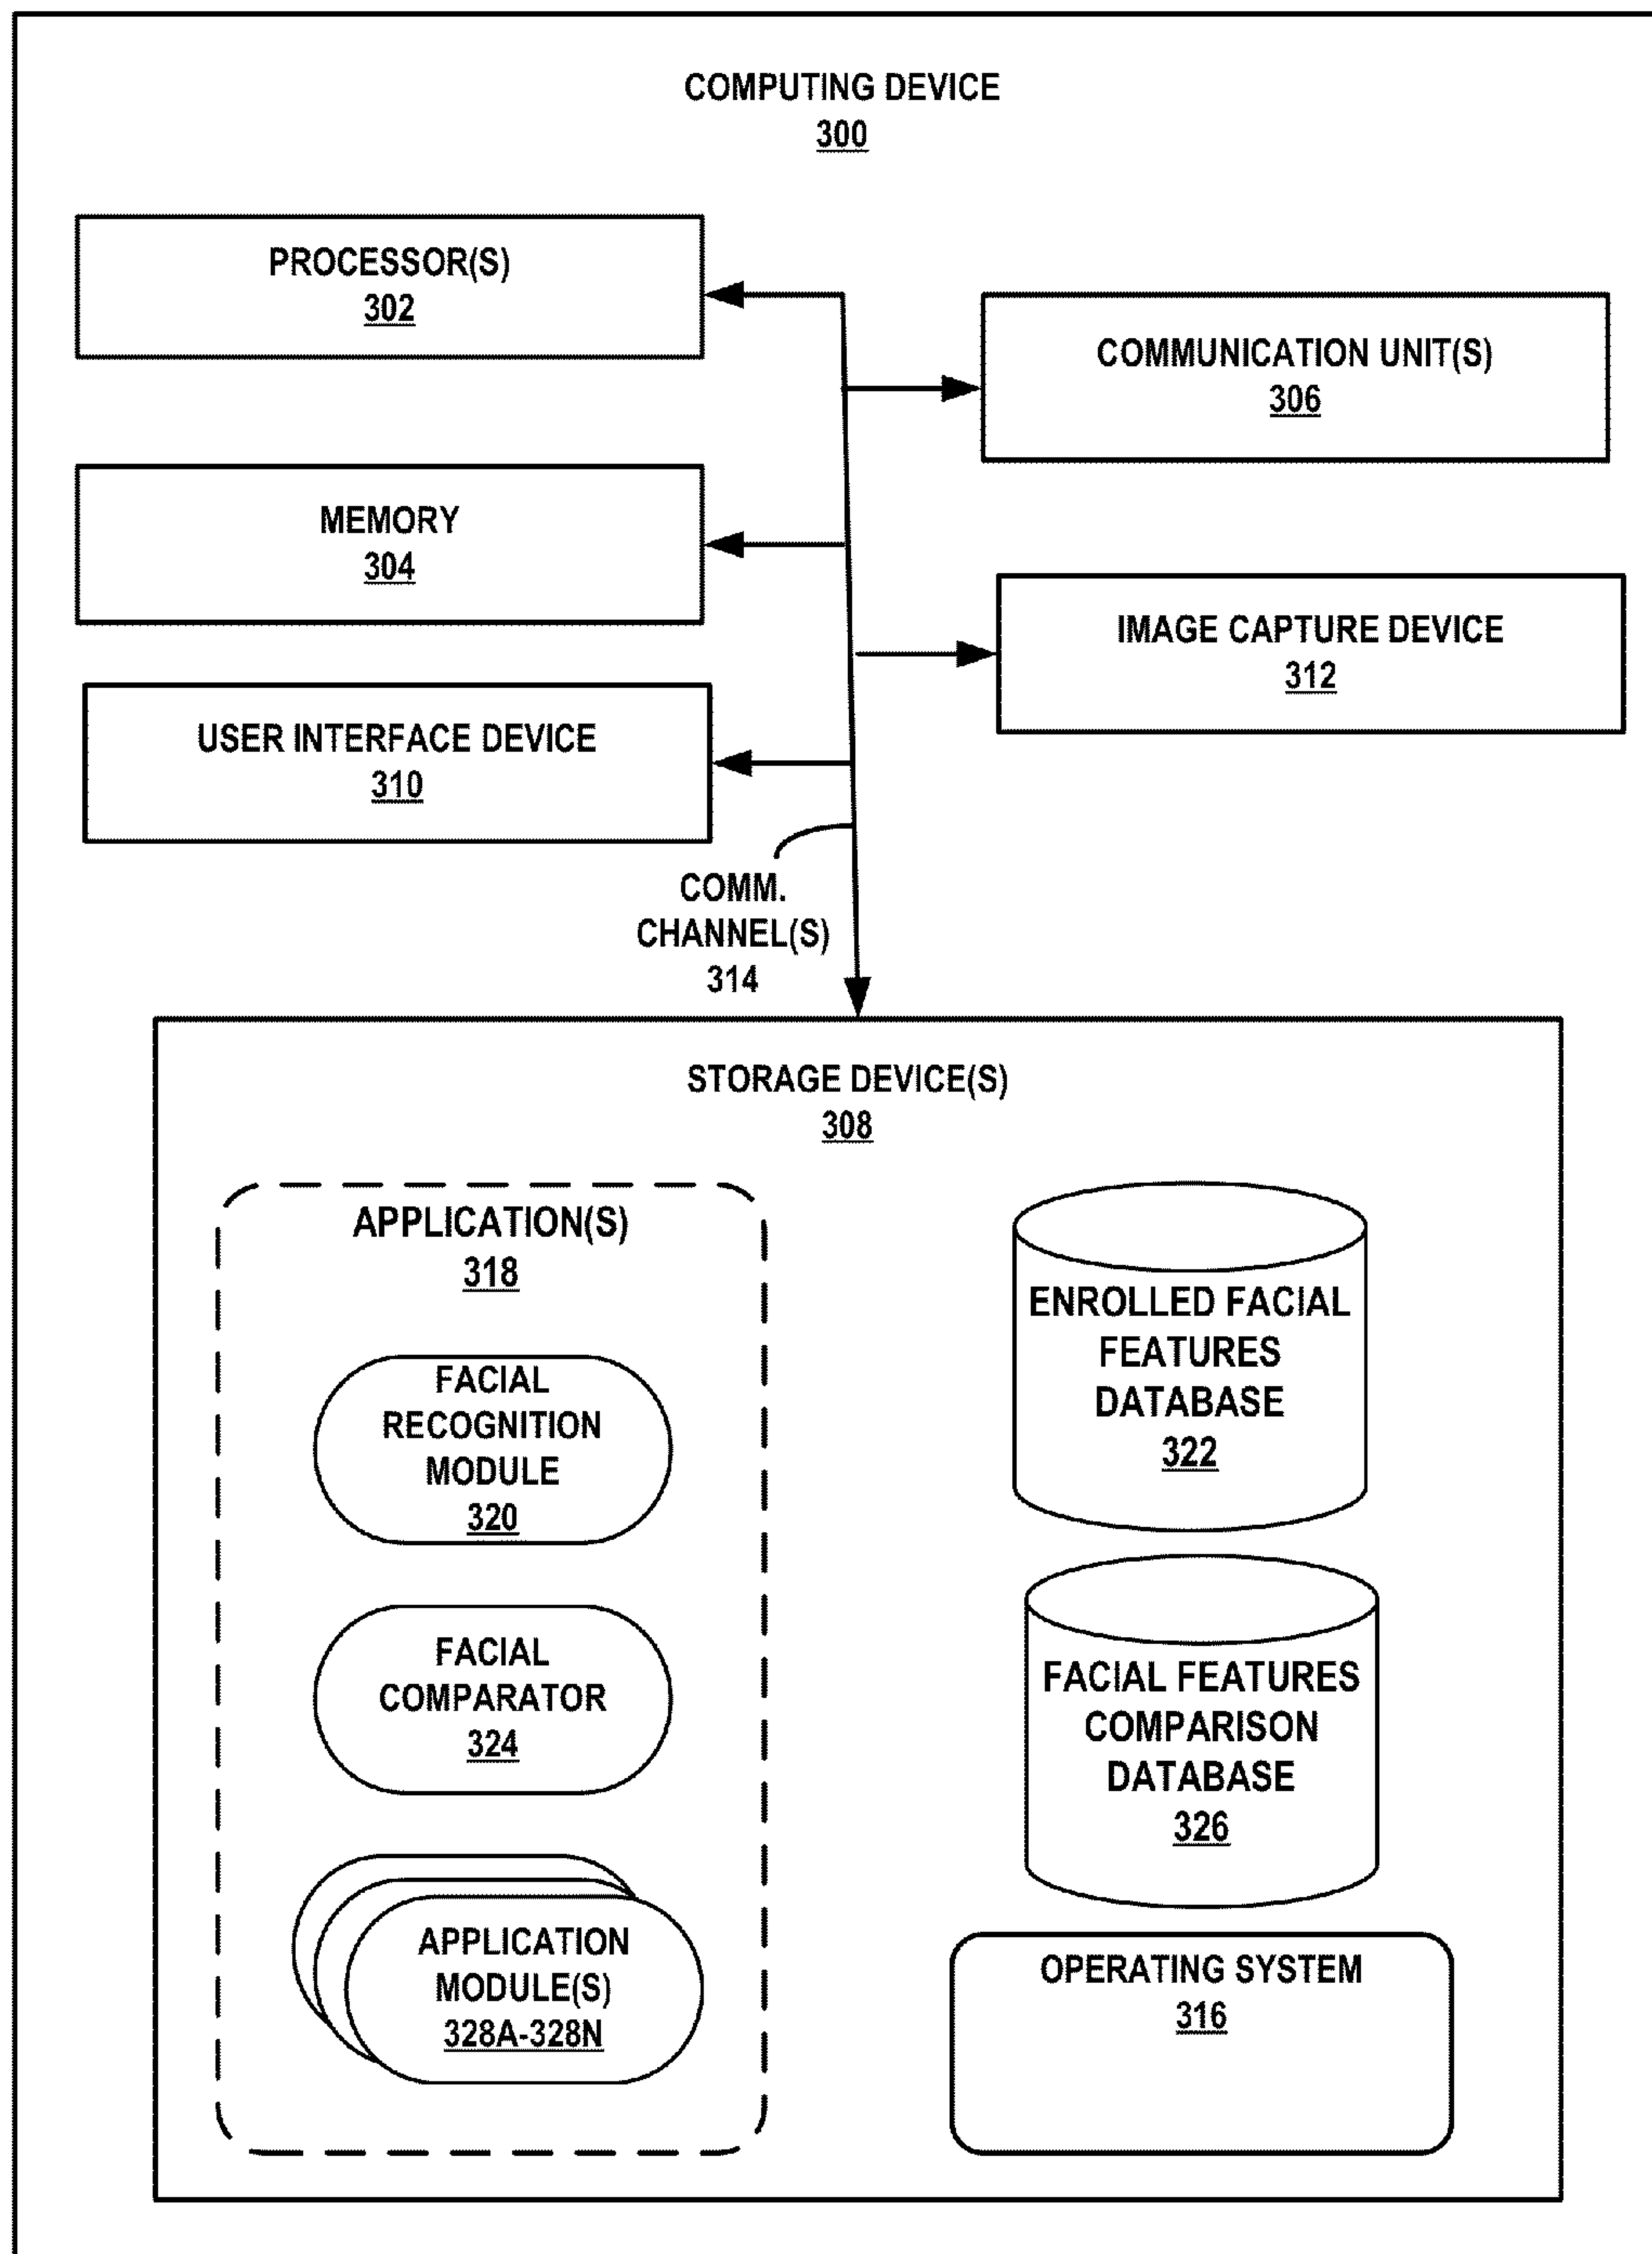 COMPUTING DEVICE
300
PROCESSOR(S)
302
COMMUNICATION UNIT(S)
306
MEMORY
304
IMAGE CAPTURE DEVICE
312
USER INTERFACE DEVICE
310
COMM.
CHANNEL(S)
314
STORAGE DEVICE(S)
308
APPLICATION(S)
318
FACIAL
RECOGNITION
MODULE
320
FACIAL
COMPARATOR
324
APPLICATION
MODULE(S)
328A-328N
ENROLLED FACIAL
FEATURES
DATABASE
322
FACIAL FEATURES
COMPARISON
DATABASE
326
OPERATING SYSTEM
316